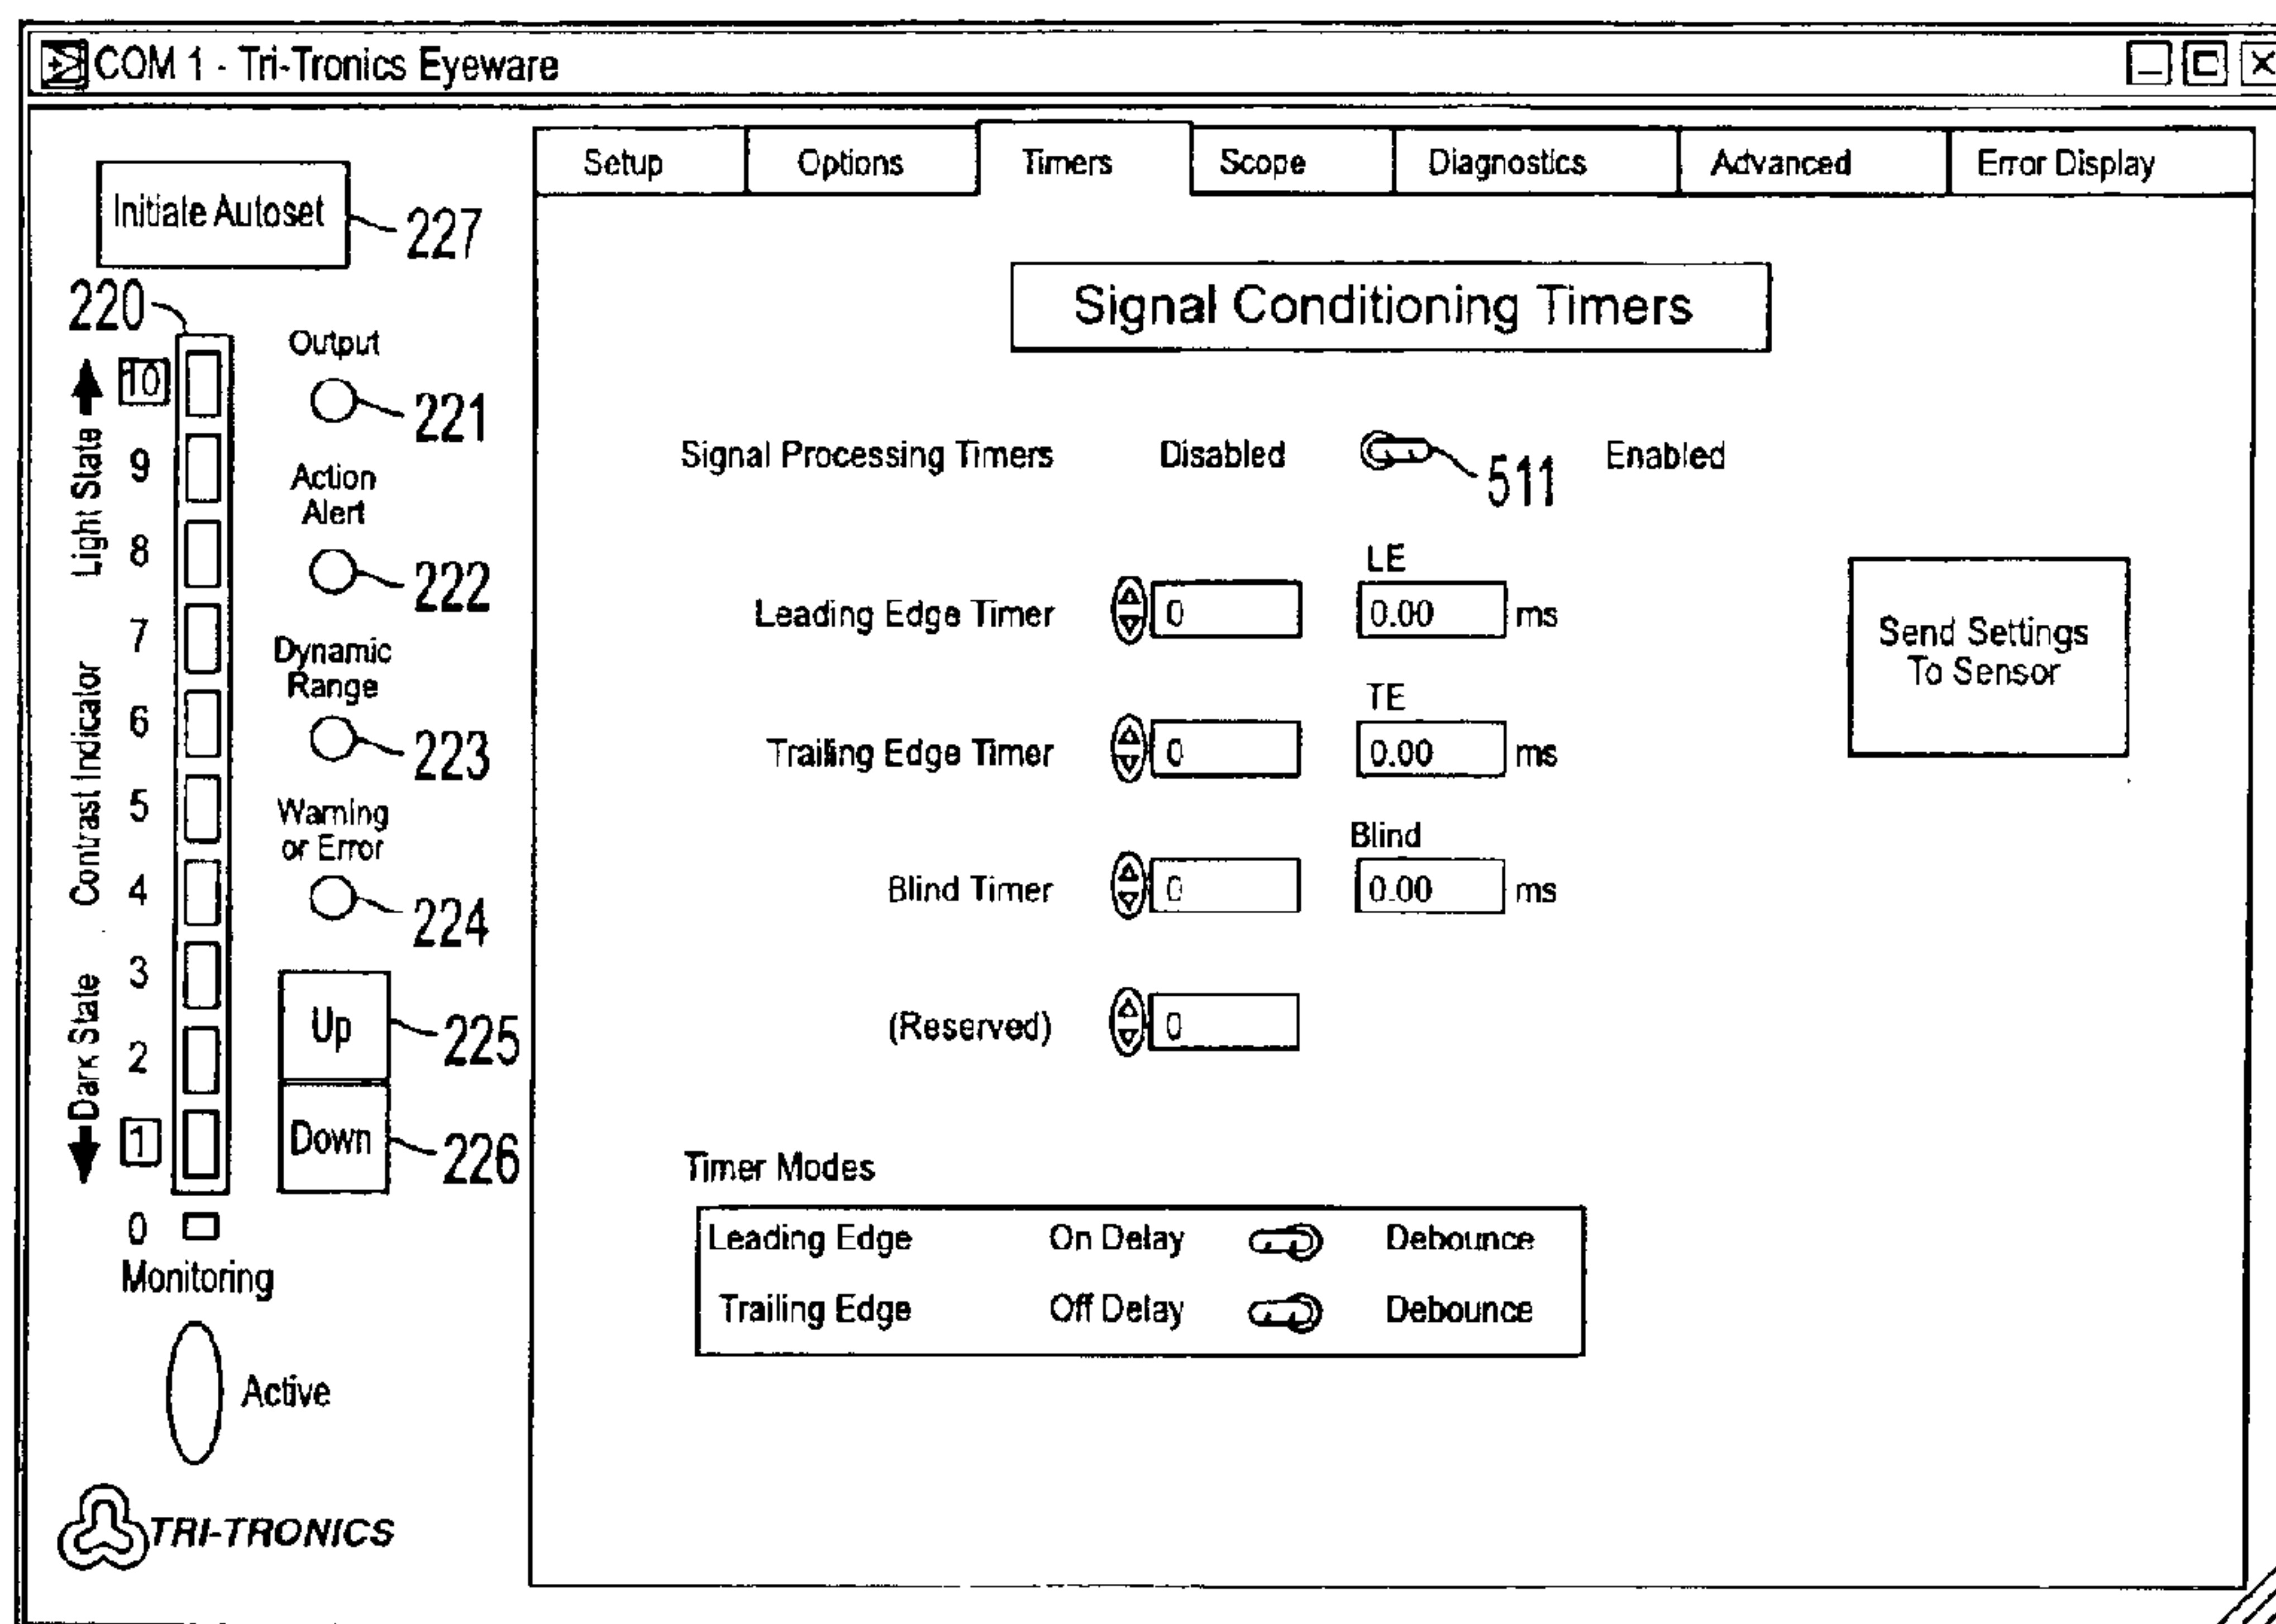 COM 1 - Tri-Tronics Eyeware
Initiate Autoset
227
220
Light State
Contrast Indicator
Dark State
10
9
8
7
6
5
4
3
2
1
0
Output
221
Action
Alert
222
Dynamic
Range
223
Warning
or Error
224
Up
225
Down
226
Monitoring
Active
TRI-TRONICS
Setup Options Timers Scope Diagnostics Advanced Error Display
Signal Conditioning Timers
Signal Processing Timers Disabled 511 Enabled
LE
Leading Edge Timer 0 0.00 ms
TE
Trailing Edge Timer 0 0.00 ms
Blind
Blind Timer 0 0.00 ms
(Reserved) 0
Send Settings
To Sensor
Timer Modes
Leading Edge On Delay Debounce
Trailing Edge Off Delay Debounce